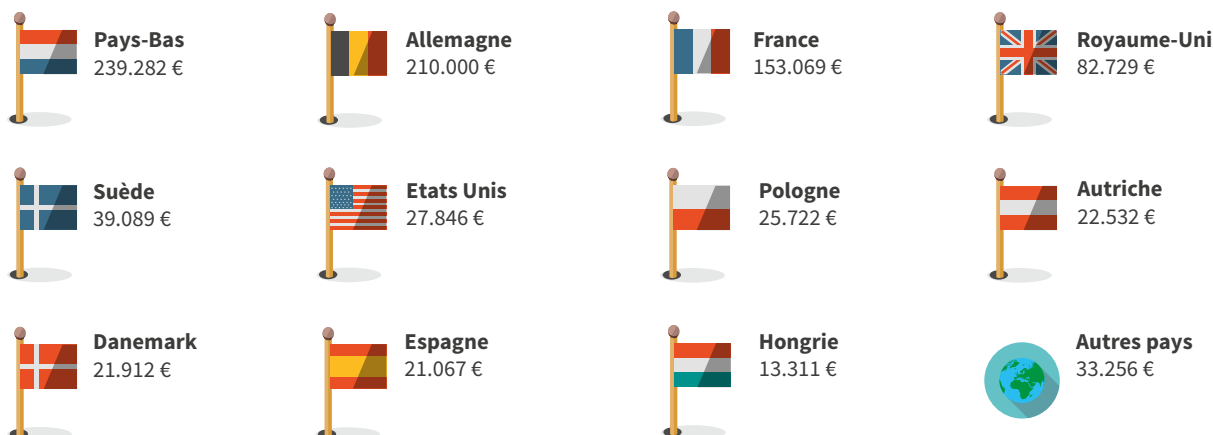 Pays-Bas
239.282 €
Allemagne
210.000 €
France
153.069 €
Royaume-Uni
82.729 €
Suède
39.089 €
Etats Unis
27.846 €
Pologne
25.722 €
Autriche
22.532 €
Danemark
21.912 €
Espagne
21.067 €
Hongrie
13.311 €
Autres pays
33.256 €